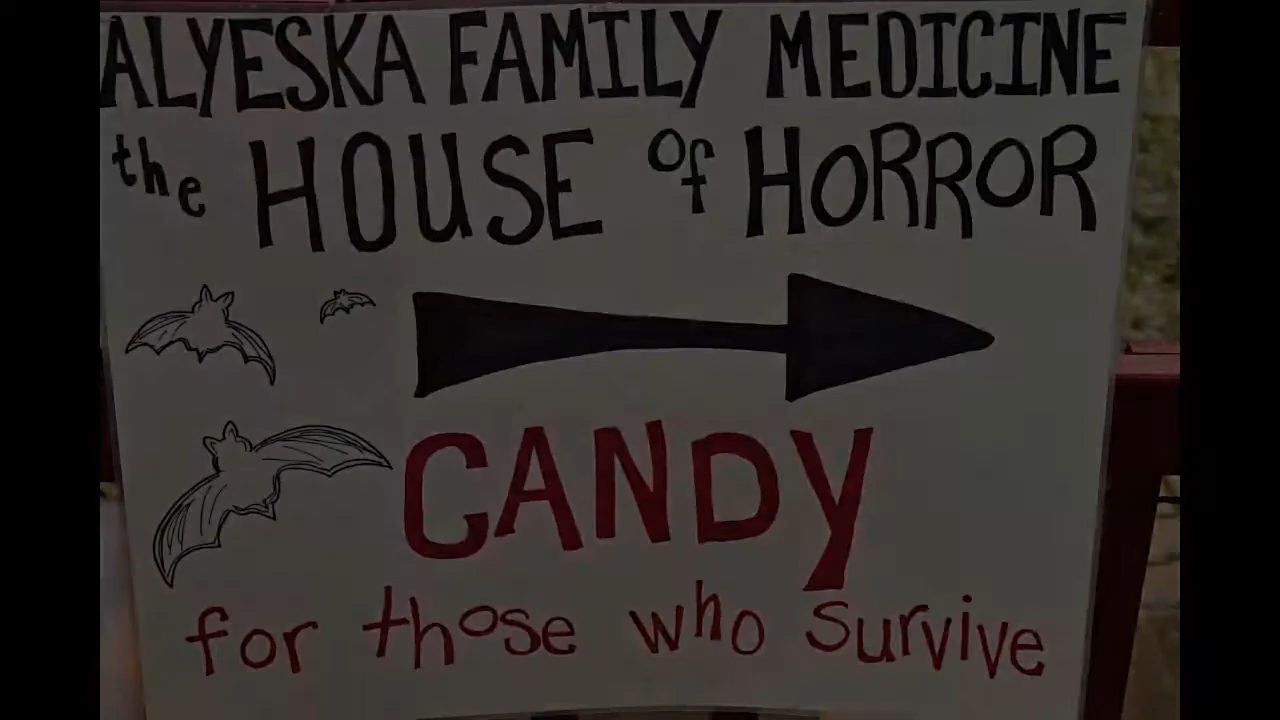 ALYESKA FAMILY MEDICINE
the HOUSE of HORROR
CANDY
for those who survive